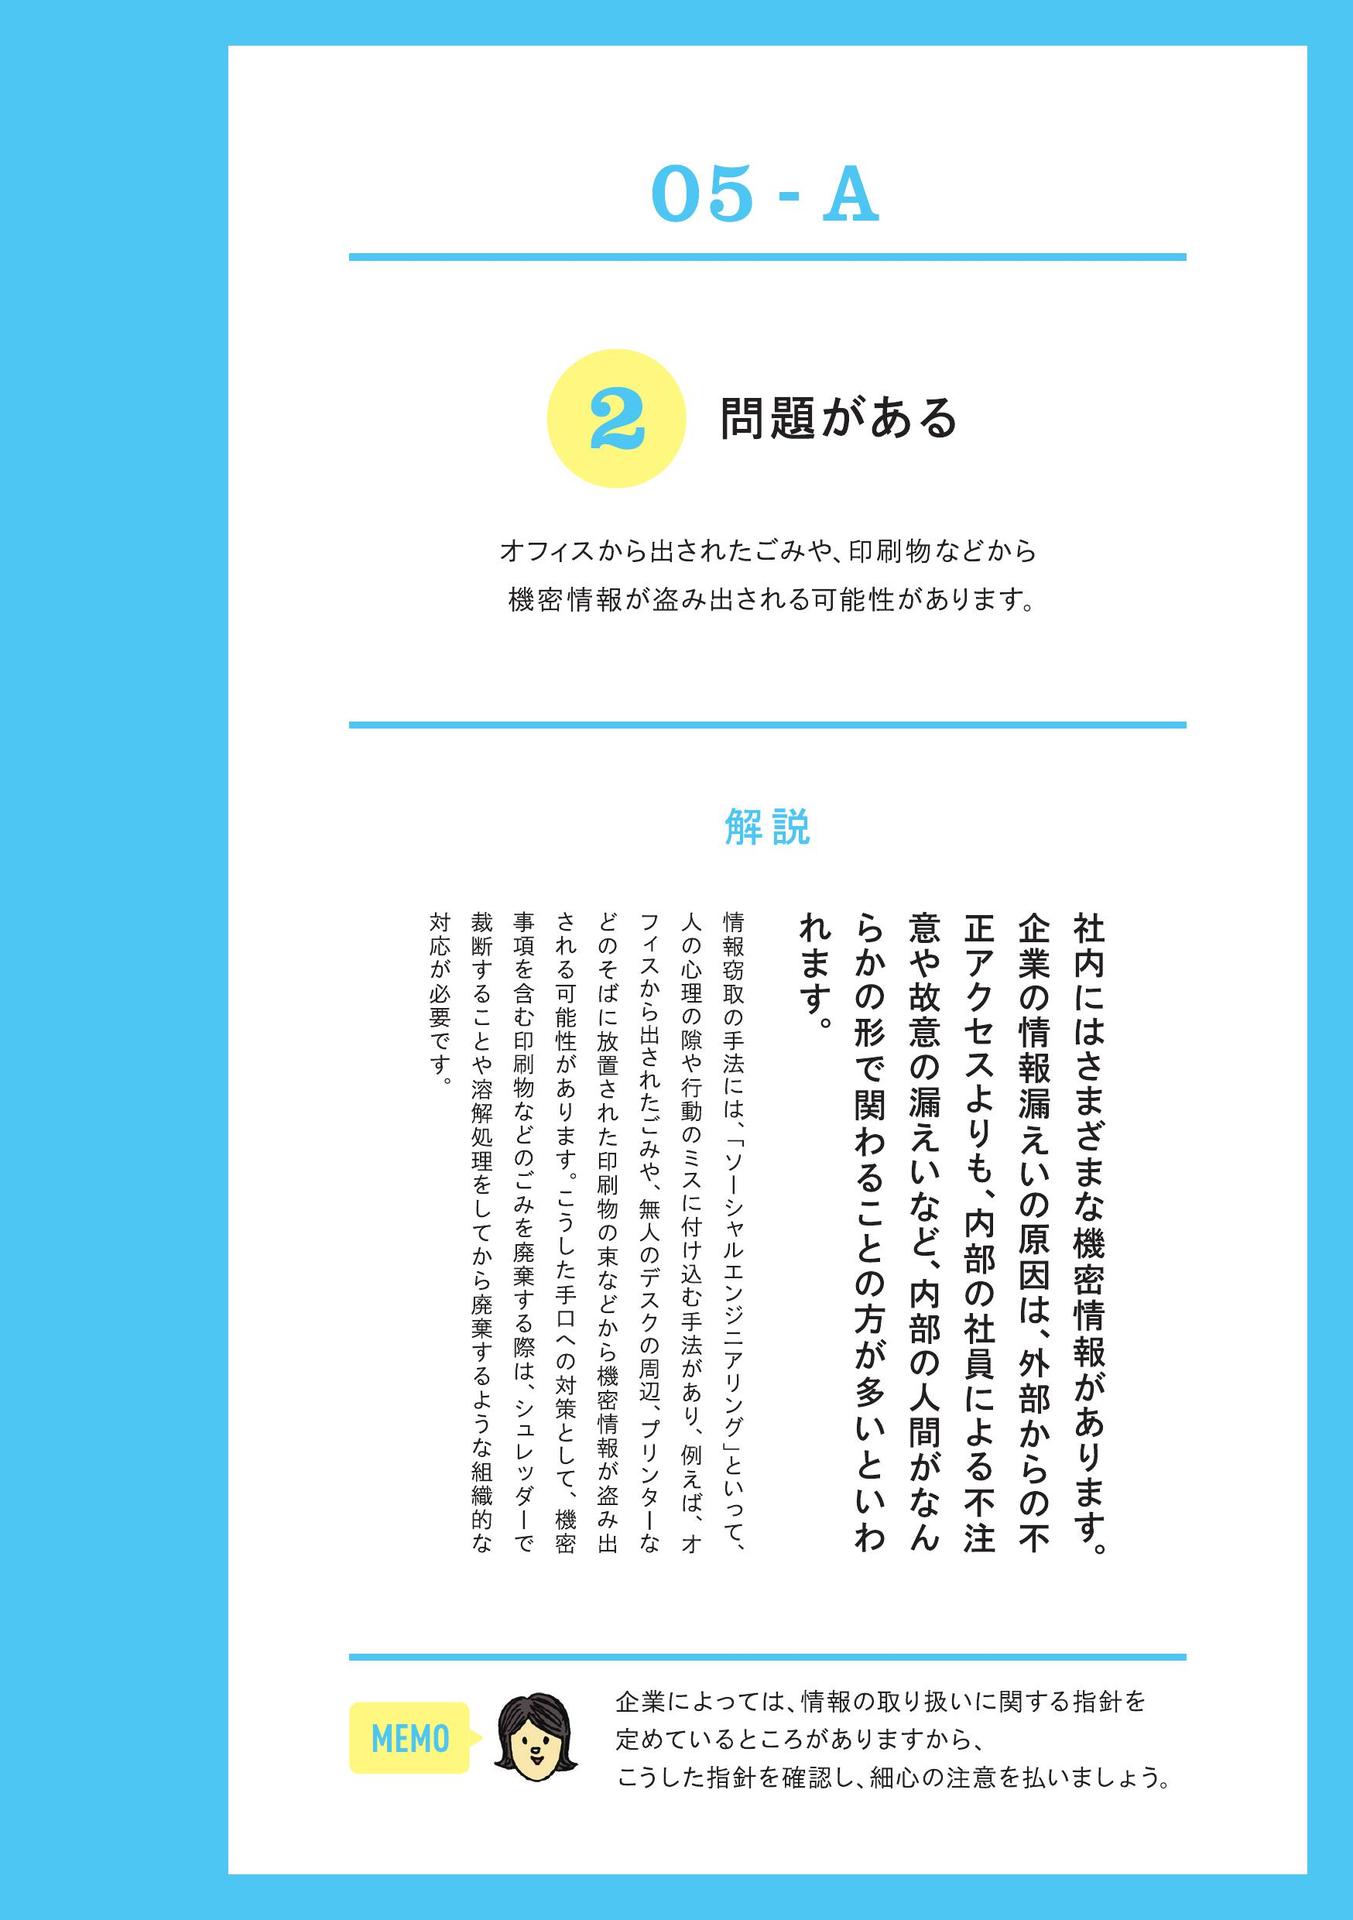 05 - A
2 問題がある
オフィスから出されたごみや、印刷物などから
機密情報が盗み出される可能性があります。
解説
社内にはさまざまな機密情報があります。
企業の情報漏えいの原因は、外部からの不
正アクセスよりも、内部の社員による不注
意や故意の漏えいなど、内部の人間がなん
らかの形で関わることの方が多いといわ
れます。
情報窃取の手法には、「ソーシャルエンジニアリング」といって、
人の心理の隙や行動のミスに付け込む手法があり、例えば、オ
フィスから出されたごみや、無人のデスクの周辺、プリンターな
どのそばに放置された印刷物の束などから機密情報が盗み出
される可能性があります。こうした手口への対策として、機密
事項を含む印刷物などのごみを廃棄する際は、シュレッダーで
裁断することや溶解処理をしてから廃棄するような組織的な
対応が必要です。
MEMO
企業によっては、情報の取り扱いに関する指針を
定めているところがありますから、
こうした指針を確認し、細心の注意を払いましょう。